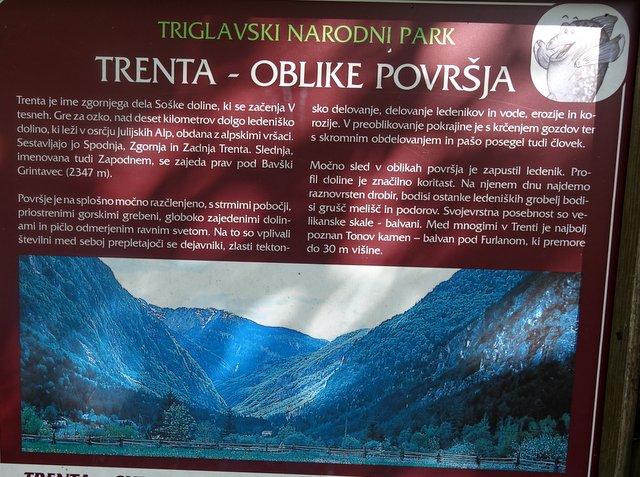 TRIGLAVSKI NARODNI PARK
TRENTA - OBLIKE POVRŠJA
Trenta je ime zgornjega dela Soške doline, ki se začenja V
tesneh. Gre za ozko, nad deset kilometrov dolgo ledeniško
dolino, ki leži v osrčju Julijskih Alp, obdana z alpskimi vršaci.
Sestavljajo jo Spodnja, Zgornja in Zadnja Trenta. Slednja,
imenovana tudi Zapodnem, se zajeda prav pod Bavški
Grintavec (2347 m).
Površje je na splošno močno razčlenjeno, s strmimi pobočji,
priostrenimi gorskimi grebeni, globoko zajedenimi dolin-
ami in pičlo odmerjenim ravnim svetom. Na to so vplivali
številni med seboj prepletajoči se dejavniki, zlasti tekton-
sko delovanje, delovanje ledenikov in vode, erozije in ko-
rozije. V preoblikovanje pokrajine je s krčenjem gozdov ter
s skromnim obdelovanjem in pašo posegel tudi človek.
Močno sled v oblikah površja je zapustil ledenik. Pro-
fil doline je značilno koritast. Na njenem dnu najdemo
raznovrsten drobir, bodisi ostanke ledeniških grobelj bodi-
si grušč melišč in podorov. Svojevrstna posebnost so ve-
likanske skale - balvani. Med mnogimi v Trenti je najbolj
poznan Tonov kamen – balvan pod Furlanom, ki premore
do 30 m višine.
TRENTA